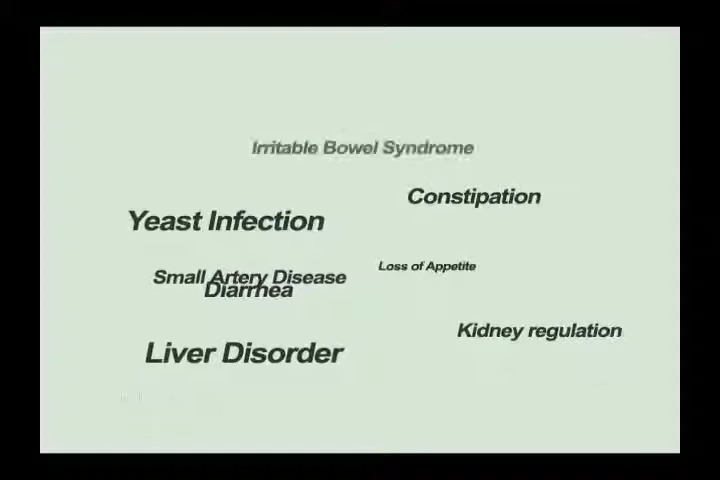 Irritable Bowel Syndrome
Constipation
Yeast Infection
Loss of Appetite
Small Artery Disease
Diarrhea
Kidney regulation
Liver Disorder